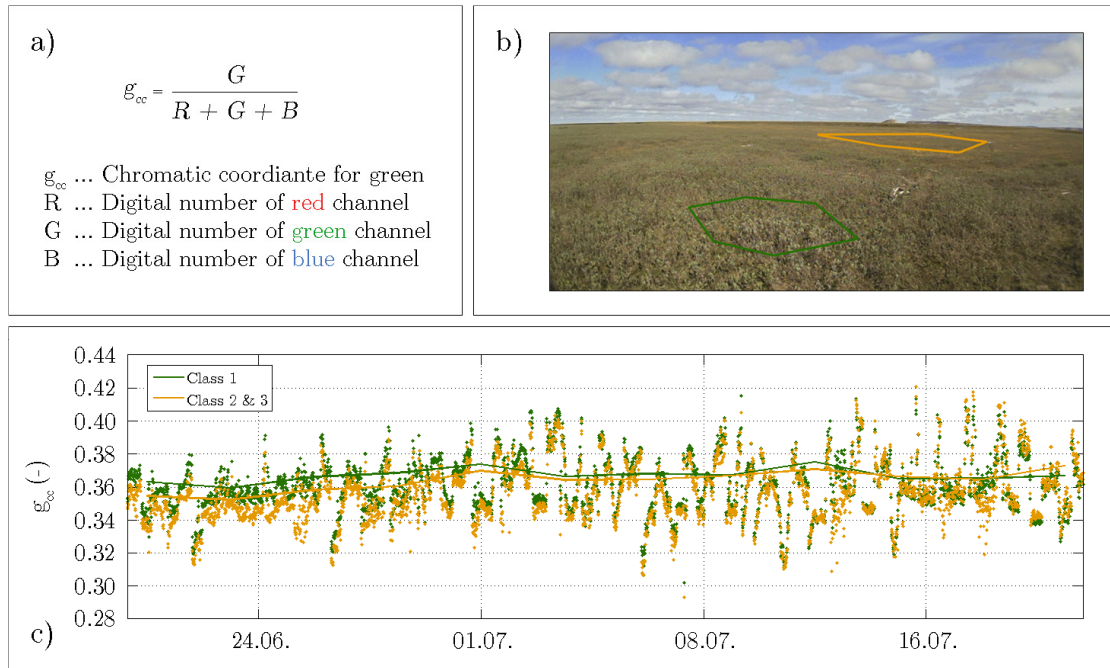 a)
g_cc = G / R + G + B
g_cc ... Chromatic coordiante for green
R ... Digital number of red channel
G ... Digital number of green channel
B ... Digital number of blue channel
b)
0.44
0.42
0.40
0.38
0.36
0.34
0.32
0.30
0.28
g_cc (-)
Class 1
Class 2 & 3
24.06.
01.07.
08.07.
16.07.
c)